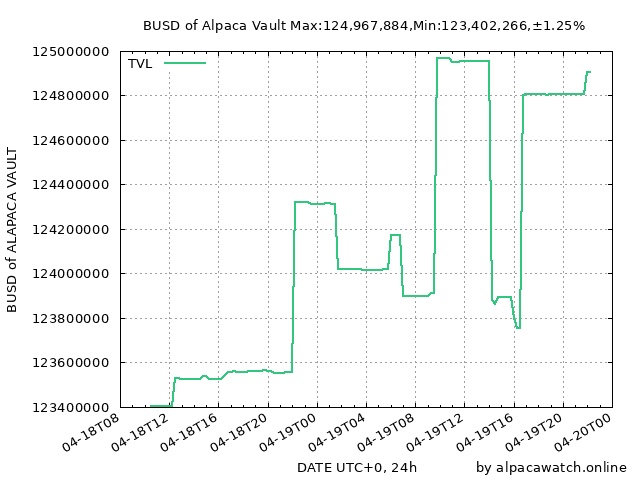 BUSD of Alpaca Vault Max:124,967,884,Min:123,402,266,±1.25%
TVL
125000000
124800000
124600000
124400000
124200000
124000000
123800000
123600000
123400000
BUSD of ALAPACA VAULT
04-18T08
04-18T12
04-18T16
04-18T20
04-19T00
04-19T04
04-19T08
04-19T12
04-19T16
04-19T20
04-20T00
DATE UTC+0, 24h
by alpacawatch.online